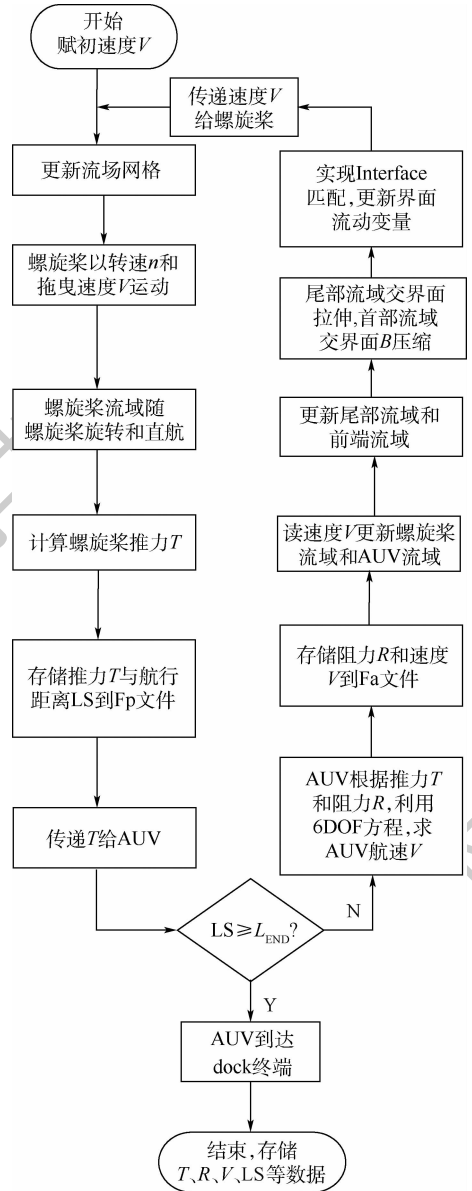 开始
赋初速度V
更新流场网格
螺旋桨以转速n和
拖曳速度V运动
螺旋桨流域随
螺旋桨旋转和直航
计算螺旋桨推力T
存储推力T与航行
距离LS到Fp文件
传递T给AUV
LS≥L_END?
N
AUV根据推力T
和阻力R,利用
6DOF方程,求
AUV航速V
存储阻力R和速度
V到Fa文件
读速度V更新螺旋桨
流域和AUV流域
更新尾部流域和
前端流域
尾部流域交界面
拉伸,首部流域
交界面B压缩
实现Interface
匹配,更新界面
流动变量
传递速度V
给螺旋桨
Y
AUV到达
dock终端
结束,存储
T、R、V、LS等数据